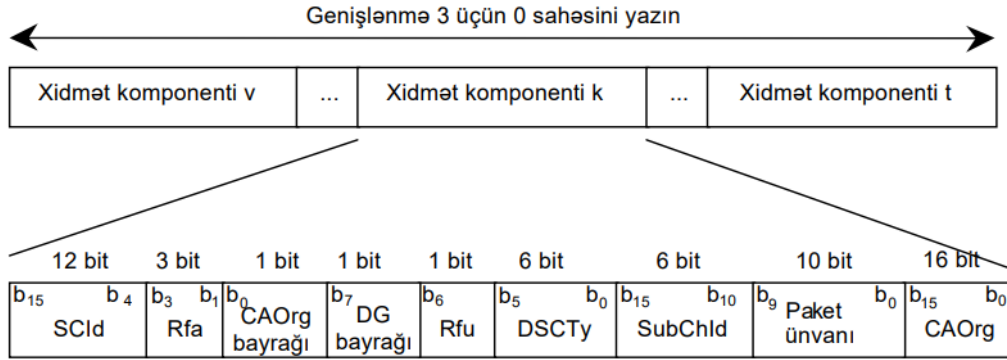 Genişlənmə 3 üçün 0 sahəsini yazın
Xidmət komponenti v ... Xidmət komponenti k ... Xidmət komponenti t
12 bit 3 bit 1 bit 1 bit 1 bit 6 bit 6 bit 10 bit 16 bit
b15 b4 b3 b1 b0 b7 b6 b5 b0 b15 b10 b9 b0 b15 b0
SCId Rfa CAOrg bayrağı DG bayrağı Rfu DSCTy SubChId Paket ünvanı CAOrg